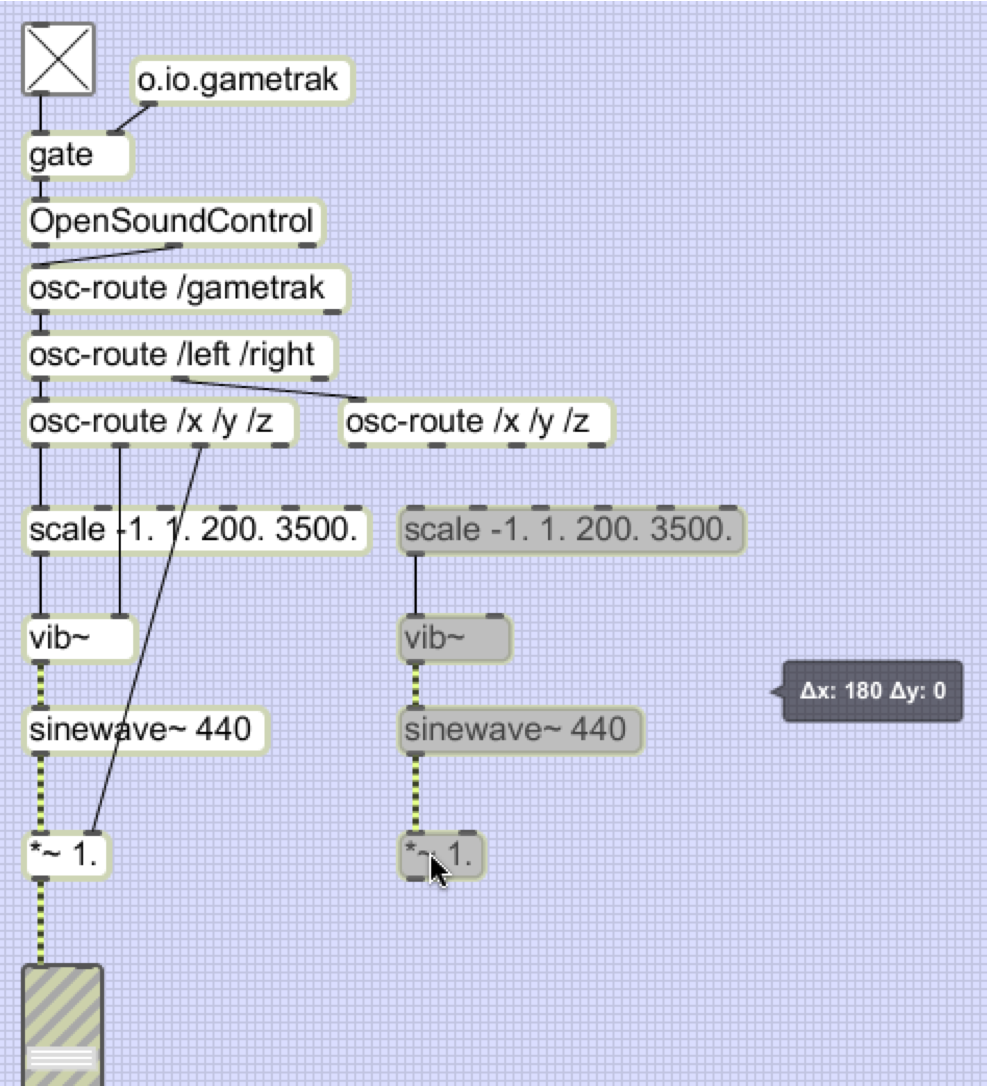 o.io.gametrak
gate
OpenSoundControl
osc-route /gametrak
osc-route /left /right
osc-route /x /y /z
osc-route /x /y /z
scale -1. 1. 200. 3500.
scale -1. 1. 200. 3500.
vib~
vib~
Δx: 180 Δy: 0
sinewave~ 440
sinewave~ 440
*~ 1.
*~ 1.